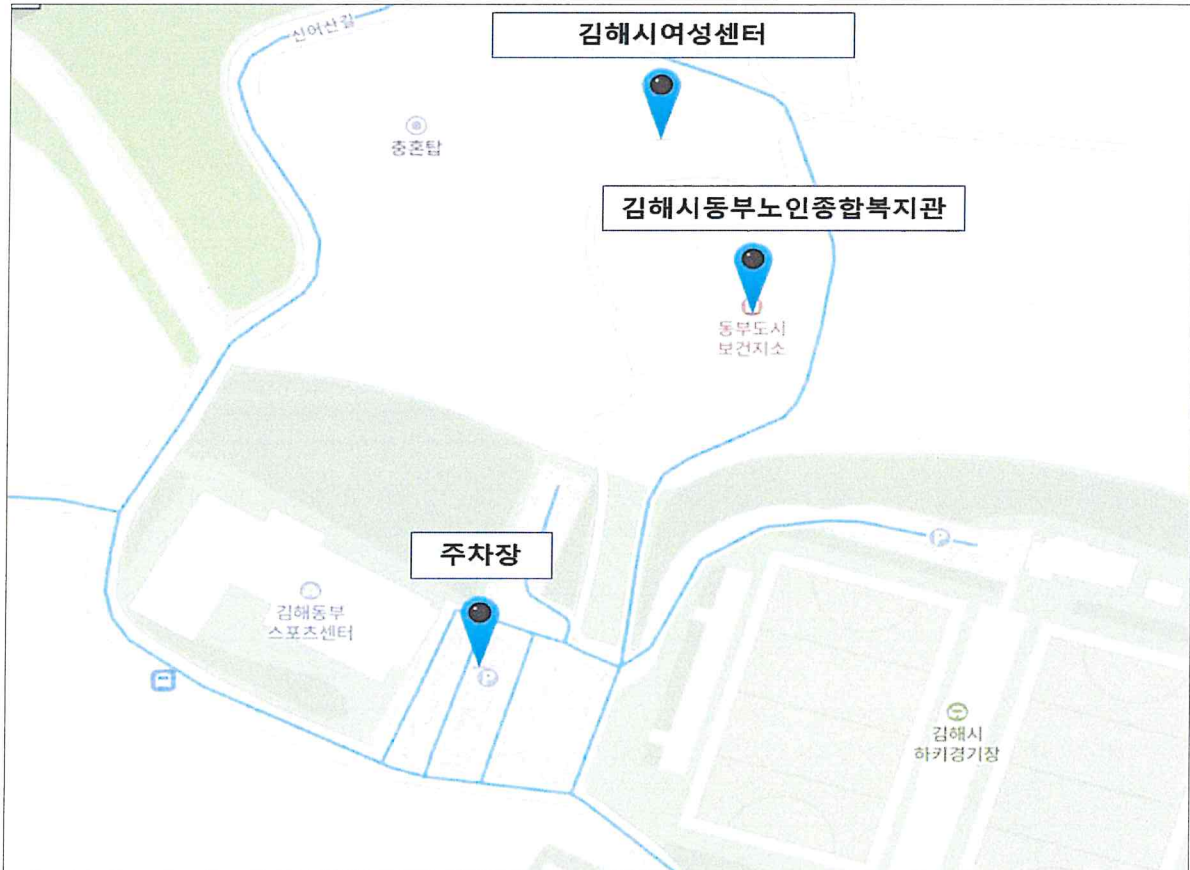 신어산길
김해시여성센터
충혼탑
김해시동부노인종합복지관
동부도시
보건지소
주차장
P
김해동부
스포츠센터
P
김해시
하키경기장